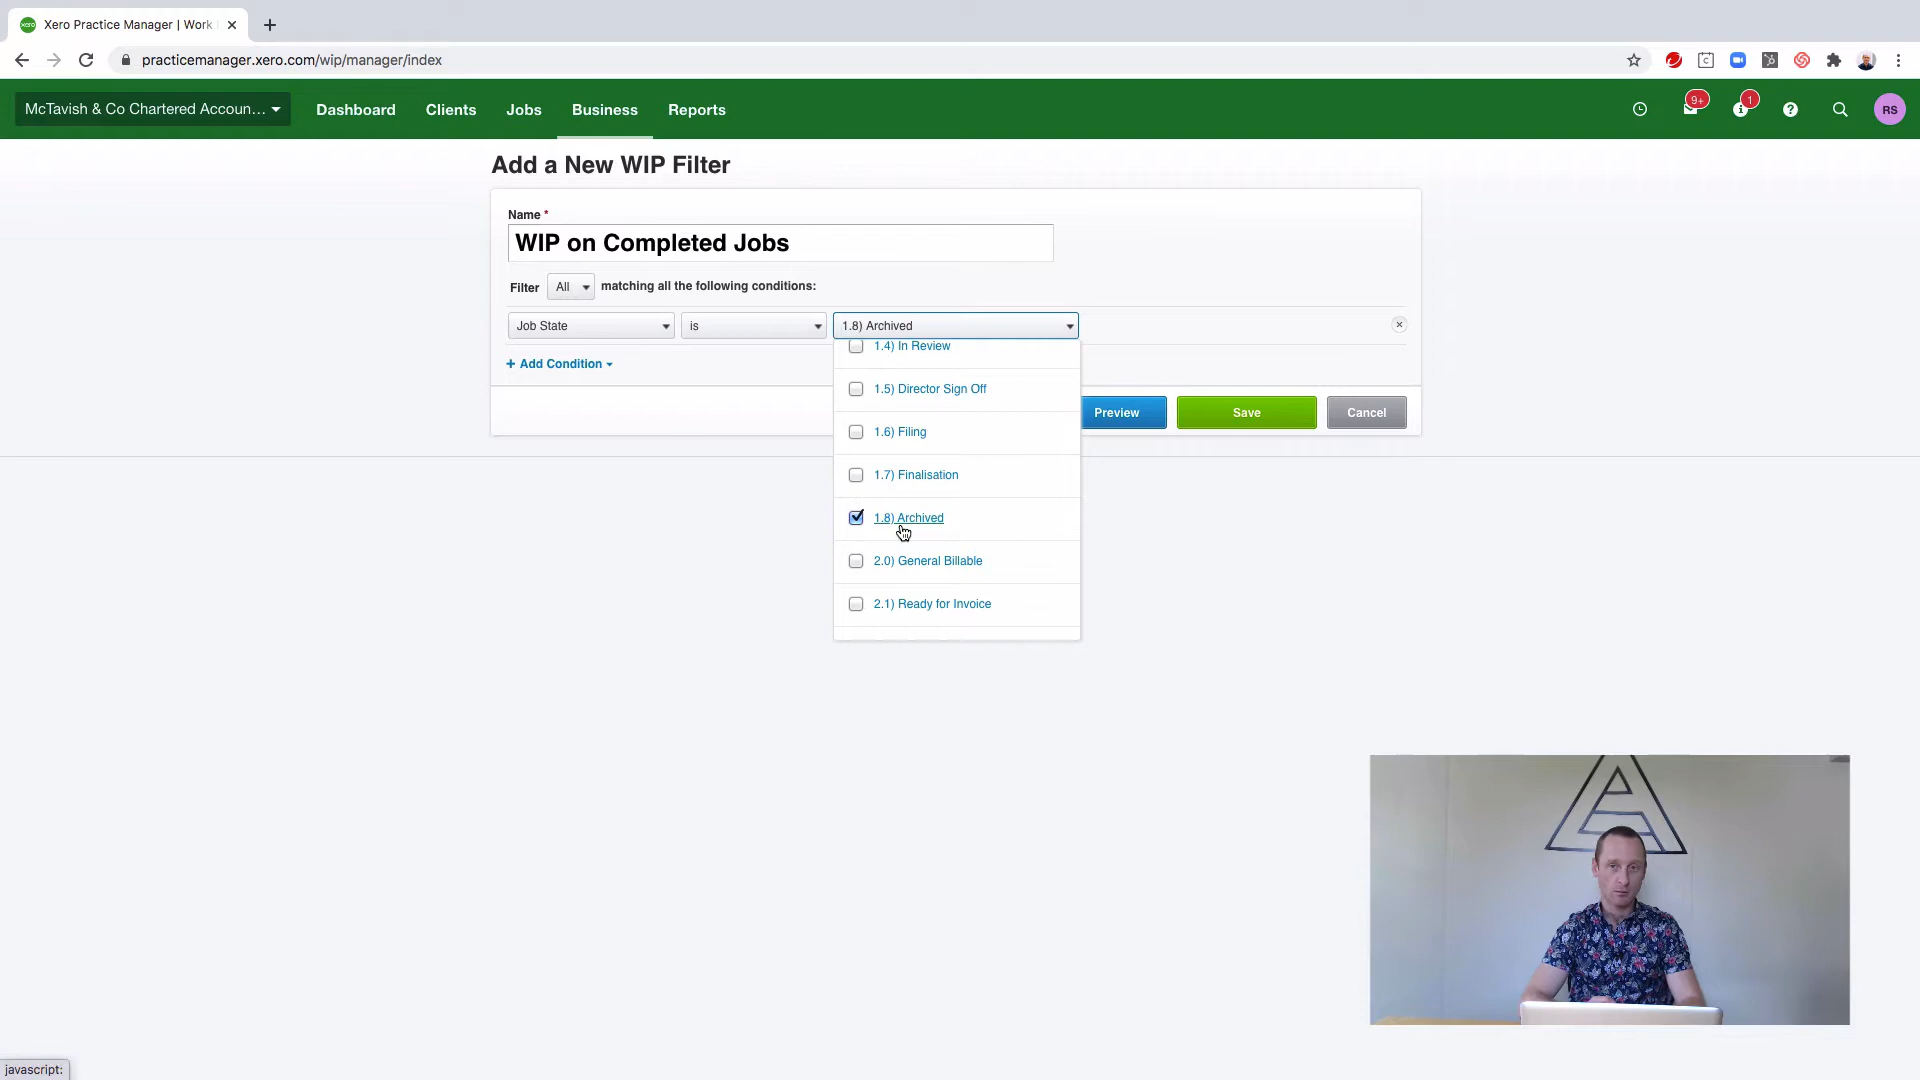 Xero Practice Manager | Work
practicemanager.xero.com/wip/manager/index
McTavish & Co Chartered Accoun...
Dashboard
Clients
Jobs
Business
Reports
9+
1
RS
Add a New WIP Filter
Name *
WIP on Completed Jobs
Filter All matching all the following conditions:
Job State
is
1.8) Archived
+ Add Condition
1.4) In Review
1.5) Director Sign Off
1.6) Filing
1.7) Finalisation
1.8) Archived
2.0) General Billable
2.1) Ready for Invoice
Preview
Save
Cancel
javascript: